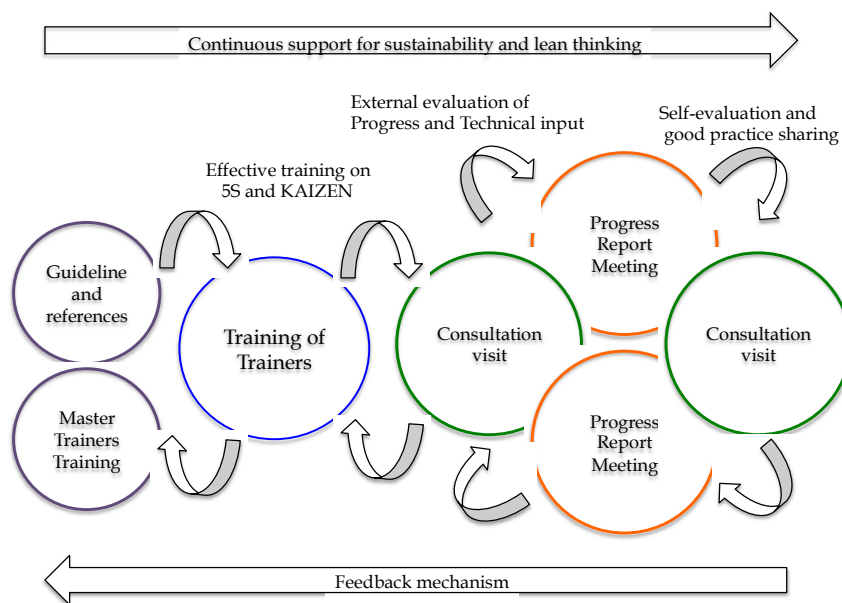 Continuous support for sustainability and lean thinking
External evaluation of
Progress and Technical input
Self-evaluation and
good practice sharing
Effective training on
5S and KAIZEN
Guideline
and
references
Training of
Trainers
Consultation
visit
Progress
Report
Meeting
Consultation
visit
Master
Trainers
Training
Progress
Report
Meeting
Feedback mechanism